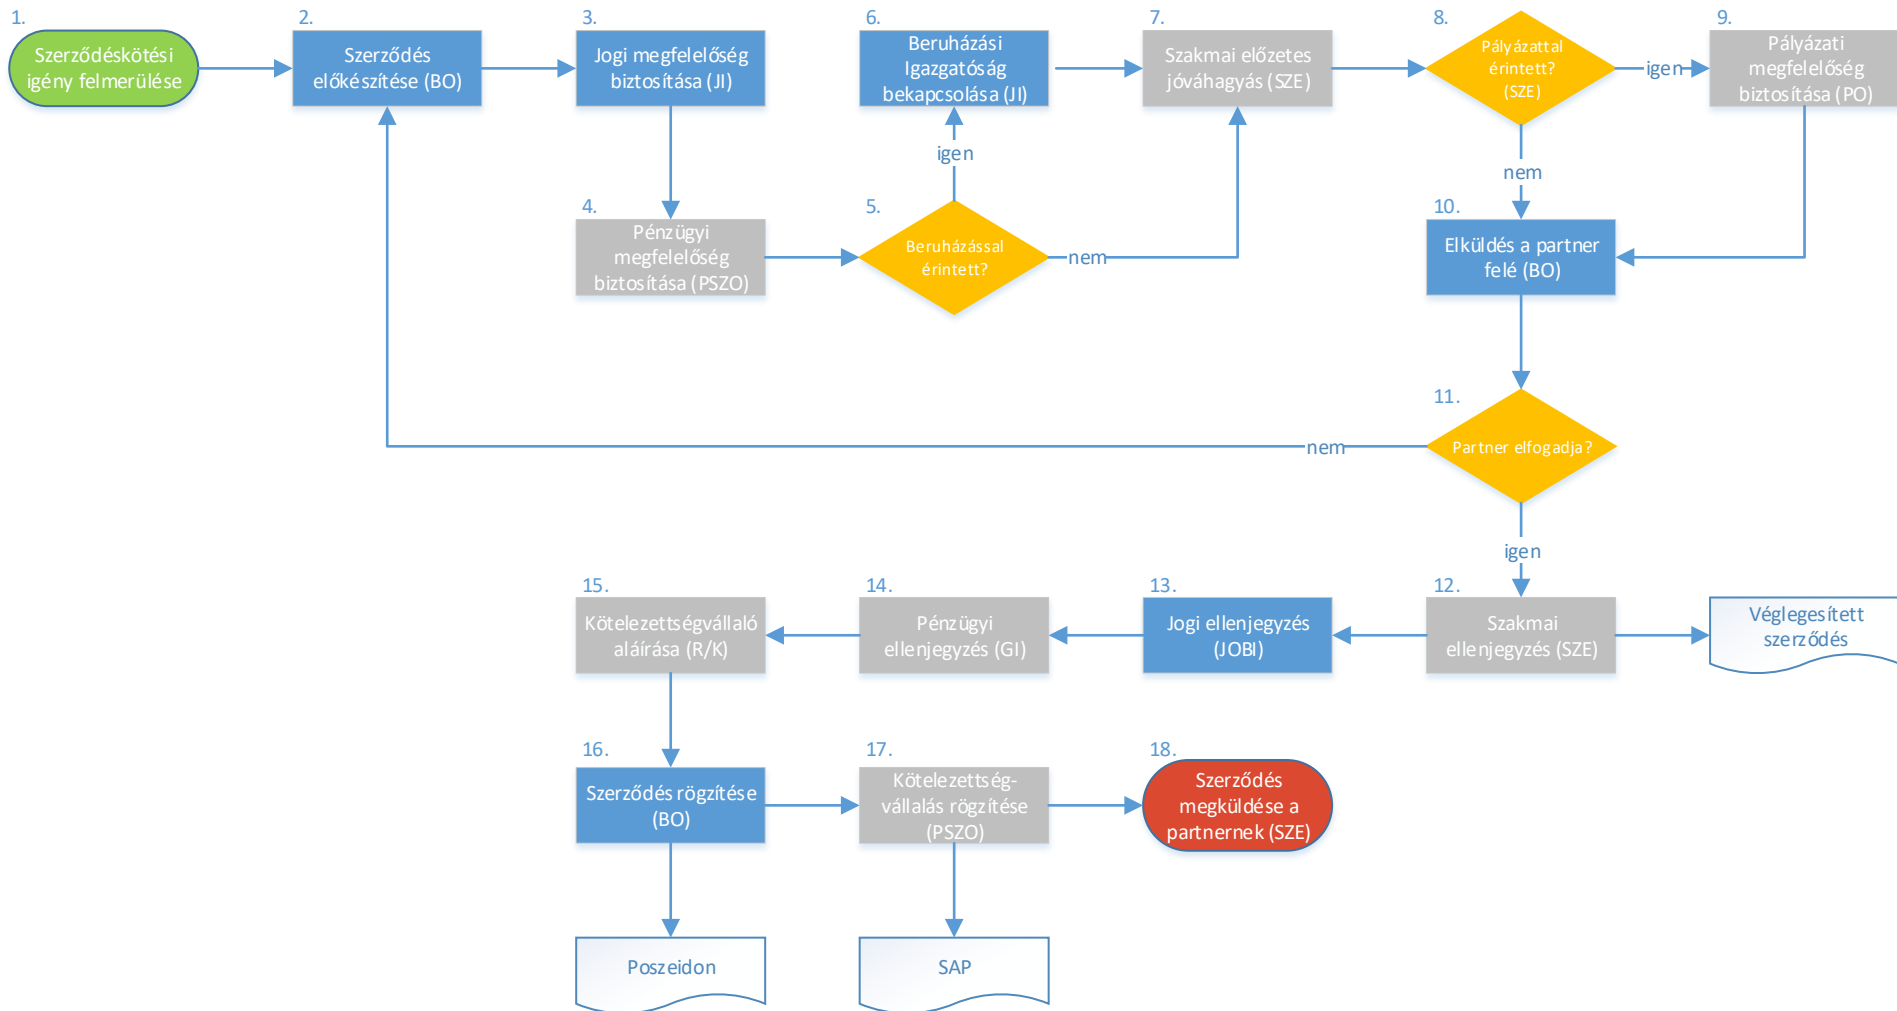 1.
Szerződéskötési
igény felmerülése
2.
Szerződés
előkészítése (BO)
3.
Jogi megfelelőség
biztosítása (JI)
6.
Beruházási
Igazgatóság
bekapcsolása (JI)
7.
Szakmai előzetes
jóváhagyás (SZE)
8.
Pályázattal
érintett?
(SZE)
igen
9.
Pályázati
megfelelőség
biztosítása (PO)
igen
nem
4.
Pénzügyi
megfelelőség
biztosítása (PSZO)
5.
Beruházással
érintett?
nem
10.
Elküldés a partner
felé (BO)
11.
Partner elfogadja?
nem
igen
15.
Kötelezettségvállaló
aláírása (R/K)
14.
Pénzügyi
ellenjegyzés (GI)
13.
Jogi ellenjegyzés
(JOBI)
12.
Szakmai
ellenjegyzés (SZE)
Véglegesített
szerződés
16.
Szerződés rögzítése
(BO)
17.
Kötelezettség-
vállalás rögzítése
(PSZO)
18.
Szerződés
megküldése a
partnernek (SZE)
Poszeidon
SAP